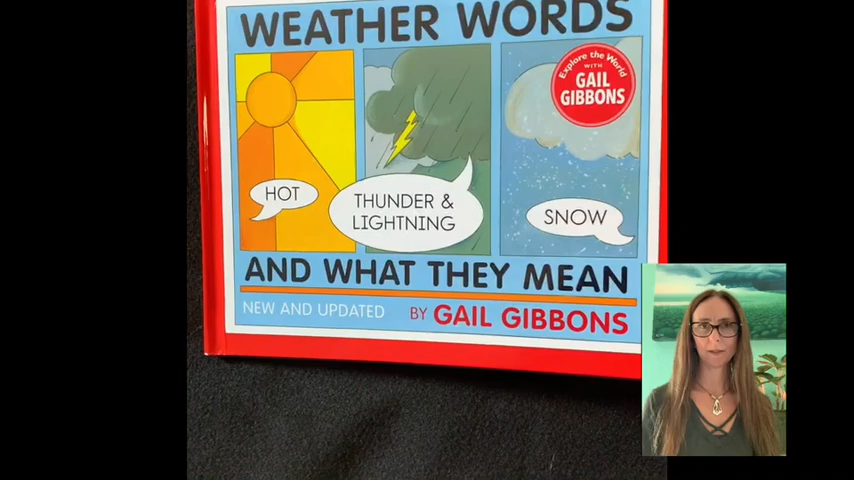 WEATHER WORDS
Explore the World
WITH
GAIL
GIBBONS
HOT
THUNDER &
LIGHTNING
SNOW
AND WHAT THEY MEAN
NEW AND UPDATED
BY GAIL GIBBONS